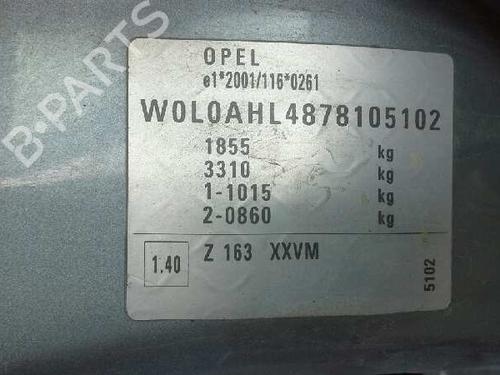 B-PARTS
OPEL
e1*2001/116*0261
W0L0AHL4878105102
1855 kg
3310 kg
1-1015 kg
2-0860 kg
1.40 Z 163 XXVM
5102